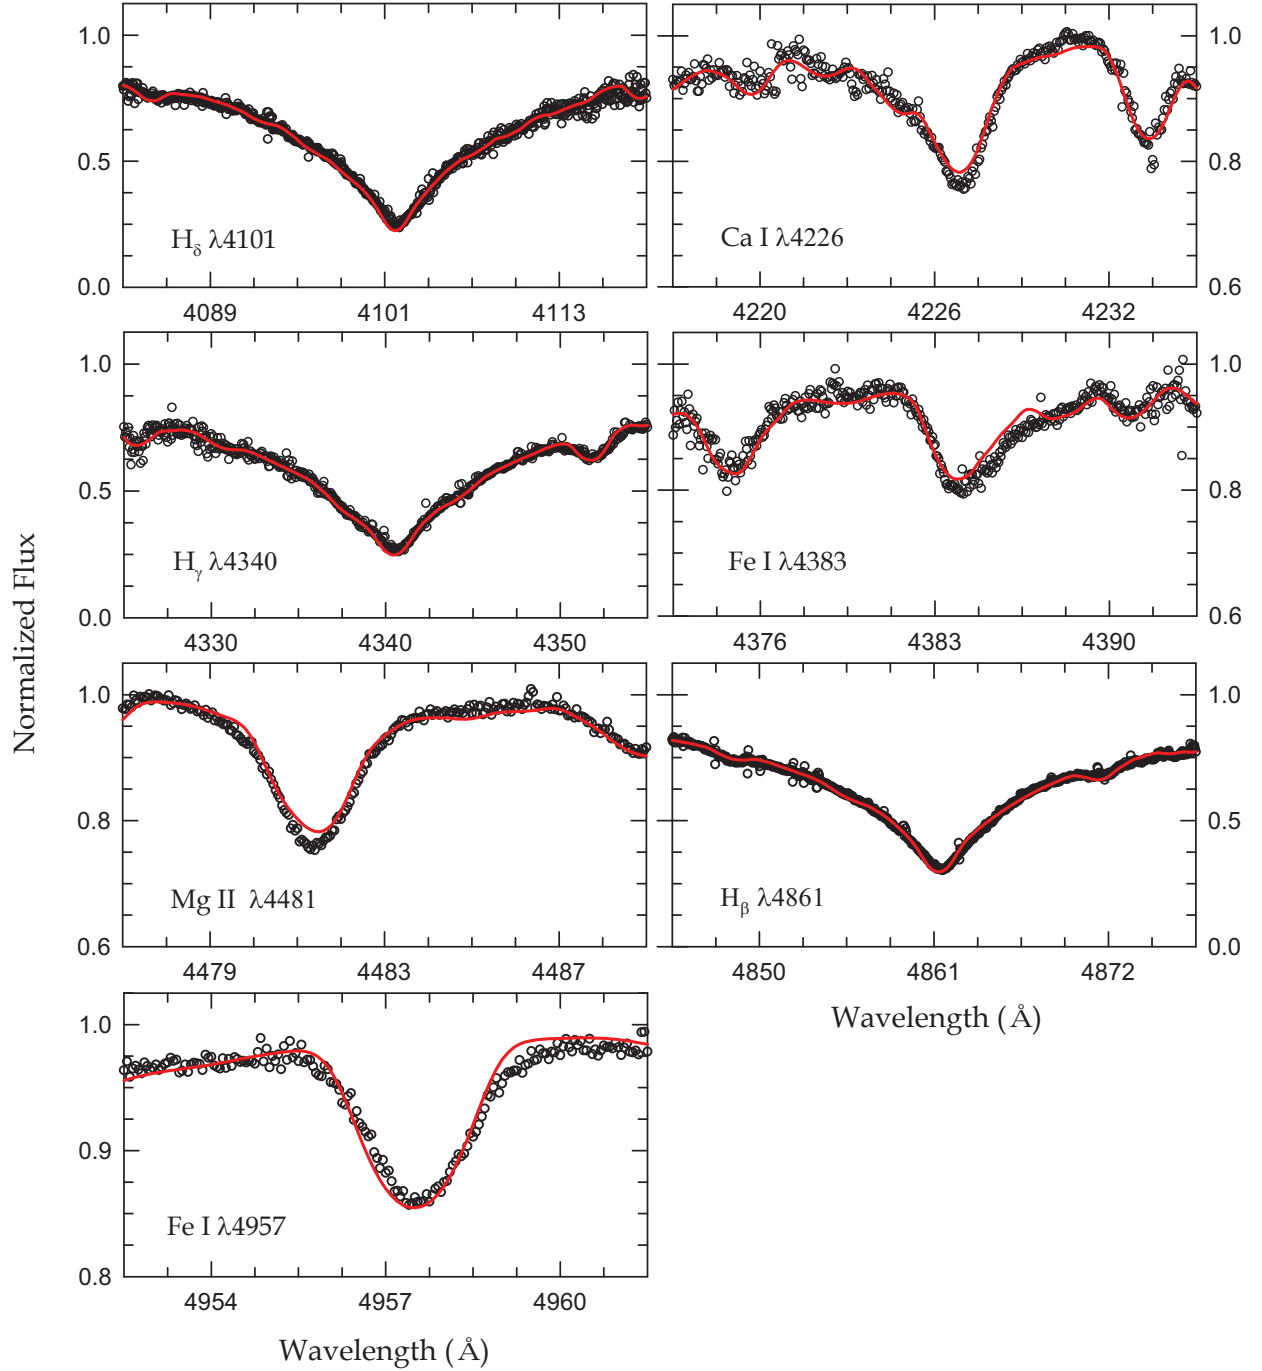 1.0
0.5
0.0
H_δ λ4101
4089 4101 4113
1.0
0.8
0.6
Ca I λ4226
4220 4226 4232
1.0
0.5
0.0
H_γ λ4340
4330 4340 4350
1.0
0.8
0.6
Fe I λ4383
4376 4383 4390
Normalized Flux
1.0
0.8
0.6
Mg II λ4481
4479 4483 4487
1.0
0.5
0.0
H_β λ4861
4850 4861 4872
Wavelength (Å)
1.0
0.9
0.8
Fe I λ4957
4954 4957 4960
Wavelength (Å)